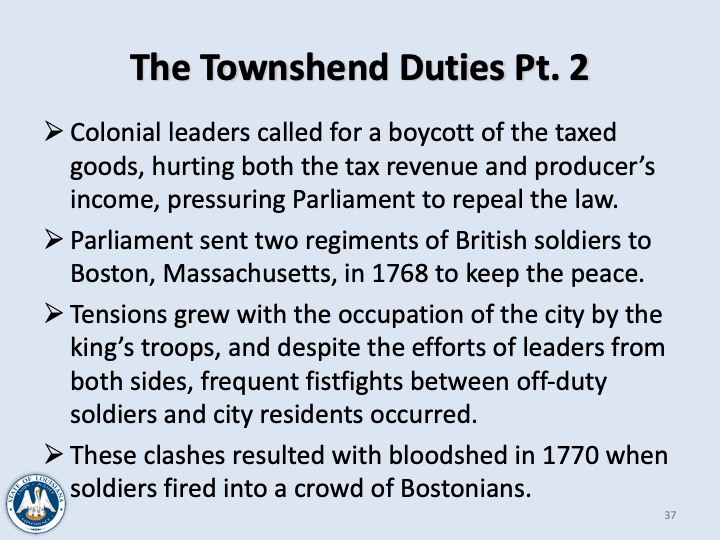 The Townshend Duties Pt. 2
➢ Colonial leaders called for a boycott of the taxed
goods, hurting both the tax revenue and producer’s
income, pressuring Parliament to repeal the law.
➢ Parliament sent two regiments of British soldiers to
Boston, Massachusetts, in 1768 to keep the peace.
➢ Tensions grew with the occupation of the city by the
king’s troops, and despite the efforts of leaders from
both sides, frequent fistfights between off-duty
soldiers and city residents occurred.
➢ These clashes resulted with bloodshed in 1770 when
soldiers fired into a crowd of Bostonians.
STATE OF LOUISIANA
CONFIDENCE
37